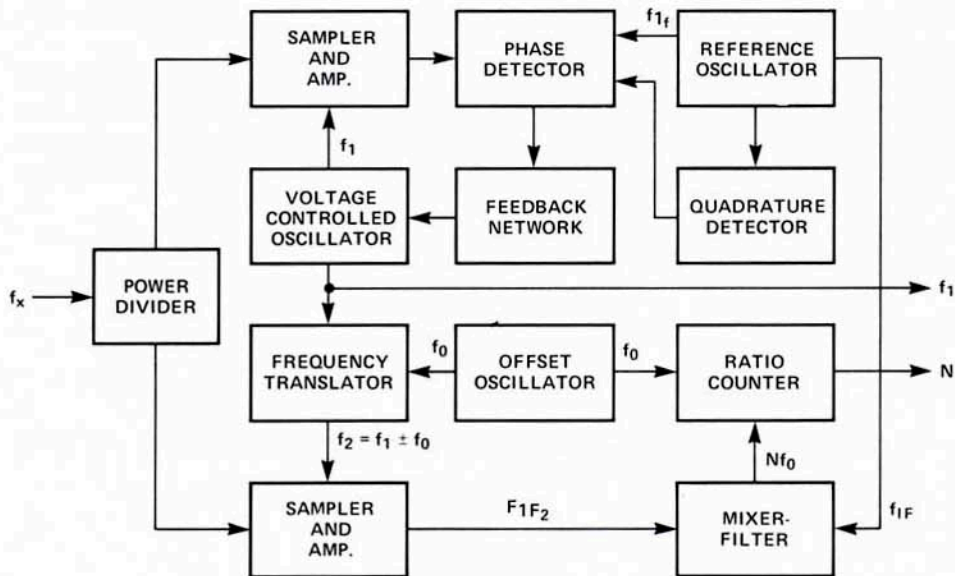 SAMPLER
AND
AMP.
PHASE
DETECTOR
f1f
REFERENCE
OSCILLATOR
f1
VOLTAGE
CONTROLLED
OSCILLATOR
FEEDBACK
NETWORK
QUADRATURE
DETECTOR
fx
POWER
DIVIDER
f1
FREQUENCY
TRANSLATOR
f0
OFFSET
OSCILLATOR
f0
RATIO
COUNTER
N
f2 = f1 ± f0
Nf0
SAMPLER
AND
AMP.
F1F2
MIXER-
FILTER
fIF